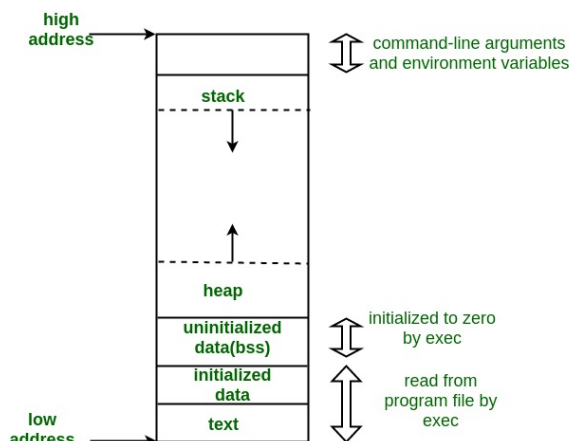 high
address
command-line arguments
and environment variables
stack
heap
uninitialized
data(bss)
initialized to zero
by exec
initialized
data
read from
program file by
exec
text
low
address